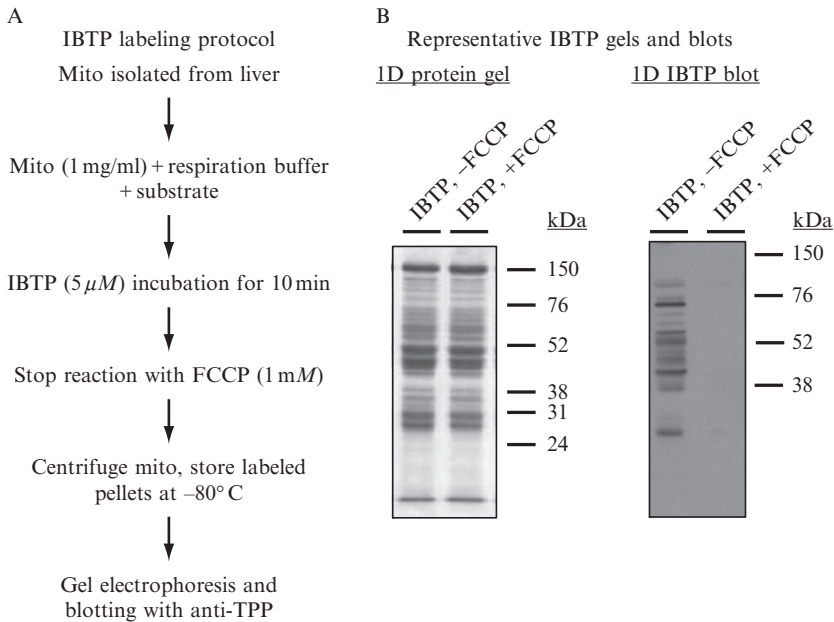 A
IBTP labeling protocol
Mito isolated from liver
Mito (1 mg/ml) + respiration buffer
+ substrate
IBTP (5 μM) incubation for 10 min
Stop reaction with FCCP (1 mM)
Centrifuge mito, store labeled
pellets at –80° C
Gel electrophoresis and
blotting with anti-TPP
B
Representative IBTP gels and blots
1D protein gel
IBTP, –FCCP
IBTP, +FCCP
kDa
150
76
52
38
31
24
1D IBTP blot
IBTP, –FCCP
IBTP, +FCCP
kDa
150
76
52
38